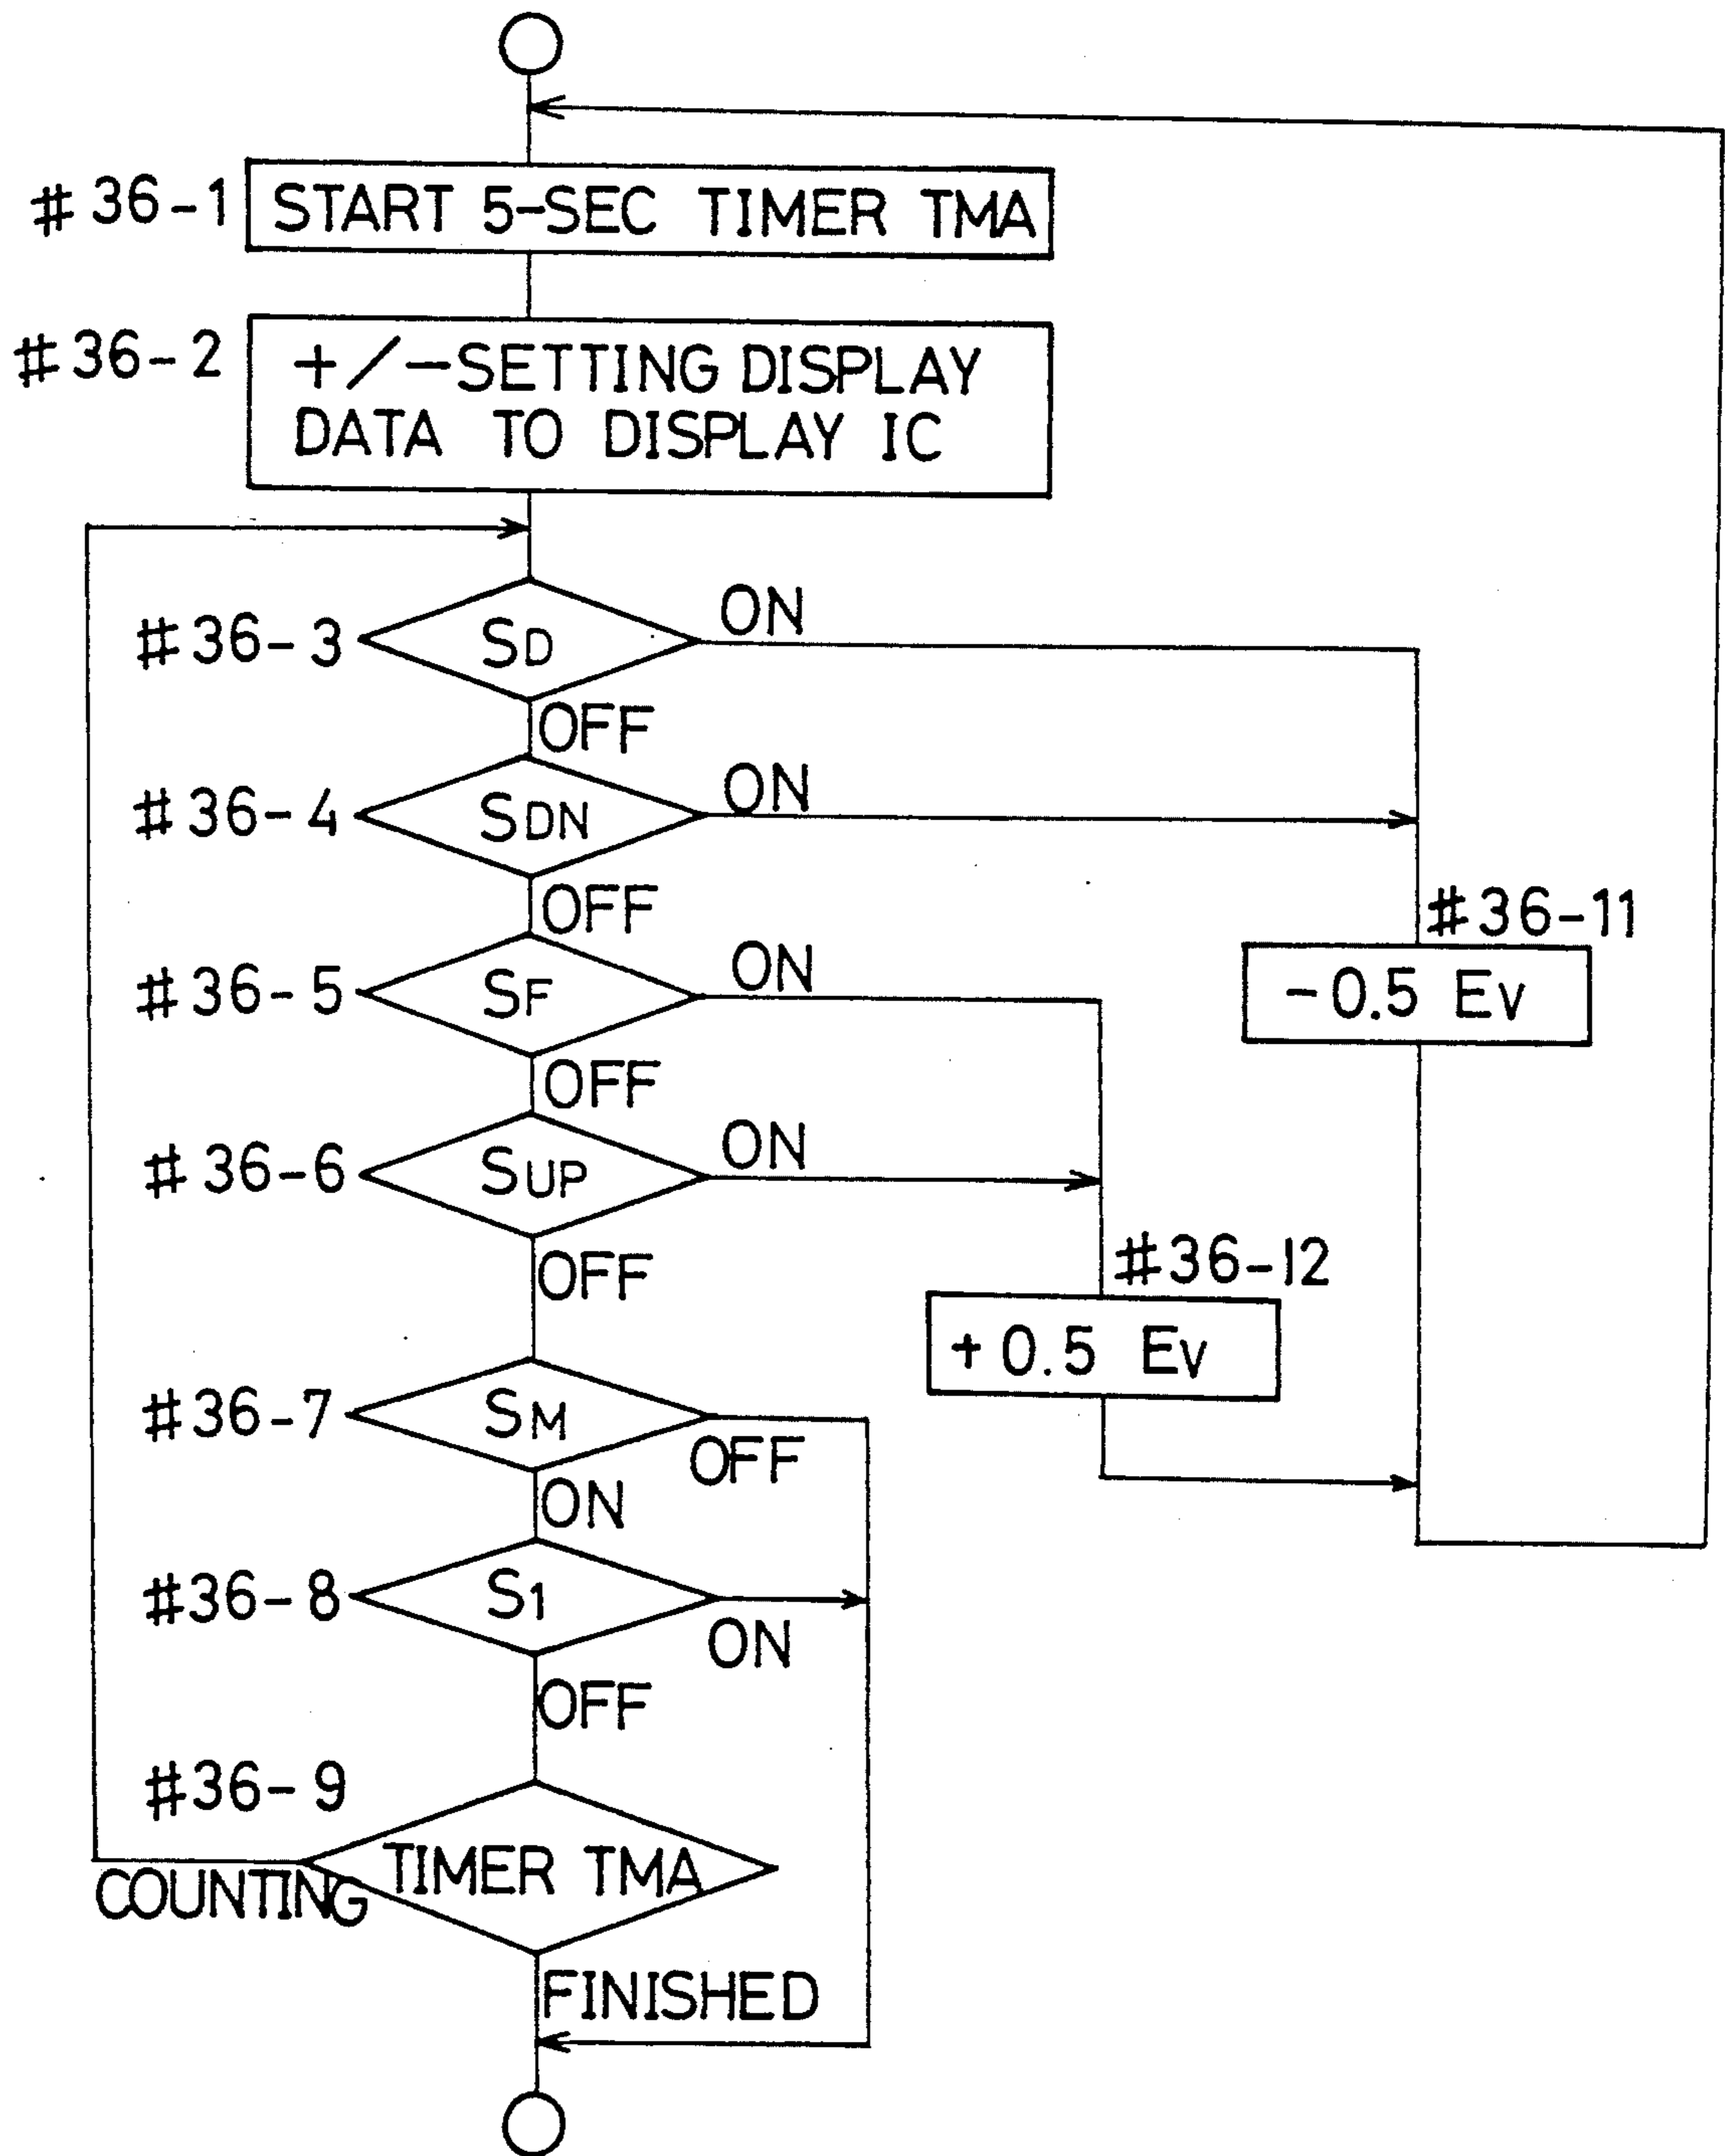 #36-1 START 5-SEC TIMER TMA
#36-2 +/-SETTING DISPLAY
DATA TO DISPLAY IC
#36-3 SD ON
OFF
#36-4 SDN ON
OFF
#36-11
-0.5 Ev
#36-5 SF ON
OFF
#36-6 SUP ON
OFF
#36-12
+0.5 Ev
#36-7 SM OFF
ON
#36-8 S1 ON
OFF
#36-9
TIMER TMA
COUNTING
FINISHED